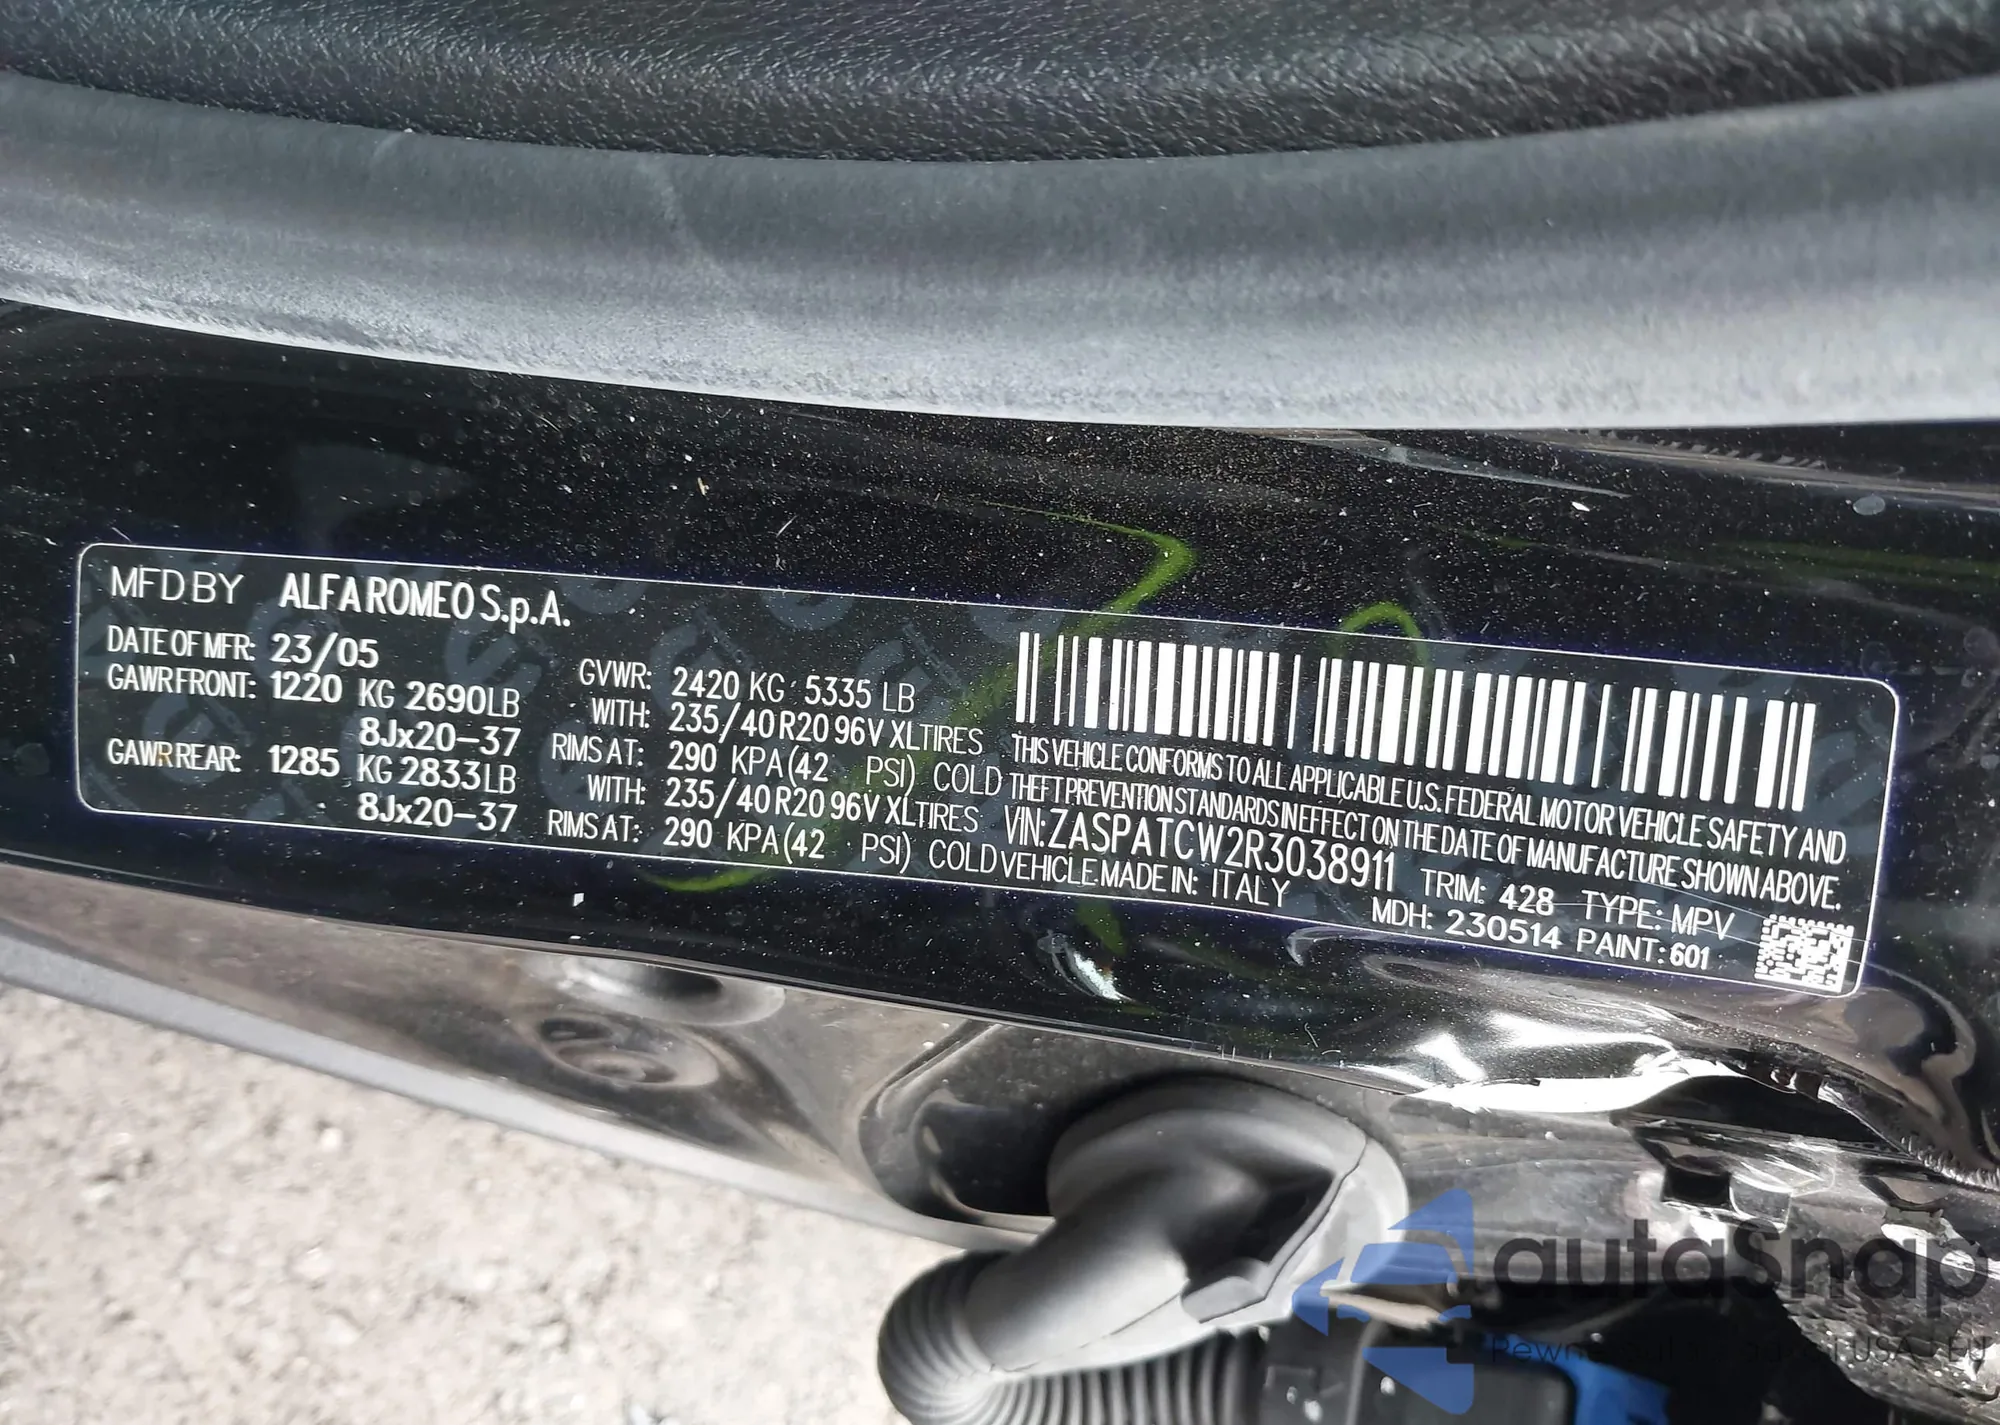 MFD BY ALFA ROMEO S.p.A.
DATE OF MFR: 23/05 GVWR: 2420 KG 5335 LB
GAWR FRONT: 1220 KG 2690 LB WITH: 235/40 R20 96V XL TIRES
8Jx20-37 RIMS AT: 290 KPA (42 PSI) COLD
GAWR REAR: 1285 KG 2833 LB WITH: 235/40 R20 96V XL TIRES
8Jx20-37 RIMS AT: 290 KPA (42 PSI) COLD
THIS VEHICLE CONFORMS TO ALL APPLICABLE U.S. FEDERAL MOTOR VEHICLE SAFETY AND
THEFT PREVENTION STANDARDS IN EFFECT ON THE DATE OF MANUFACTURE SHOWN ABOVE.
VIN: ZASPATCW2R3038911 TRIM: 428 TYPE: MPV
VEHICLE MADE IN: ITALY MDH: 230514 PAINT: 601
autaSnap